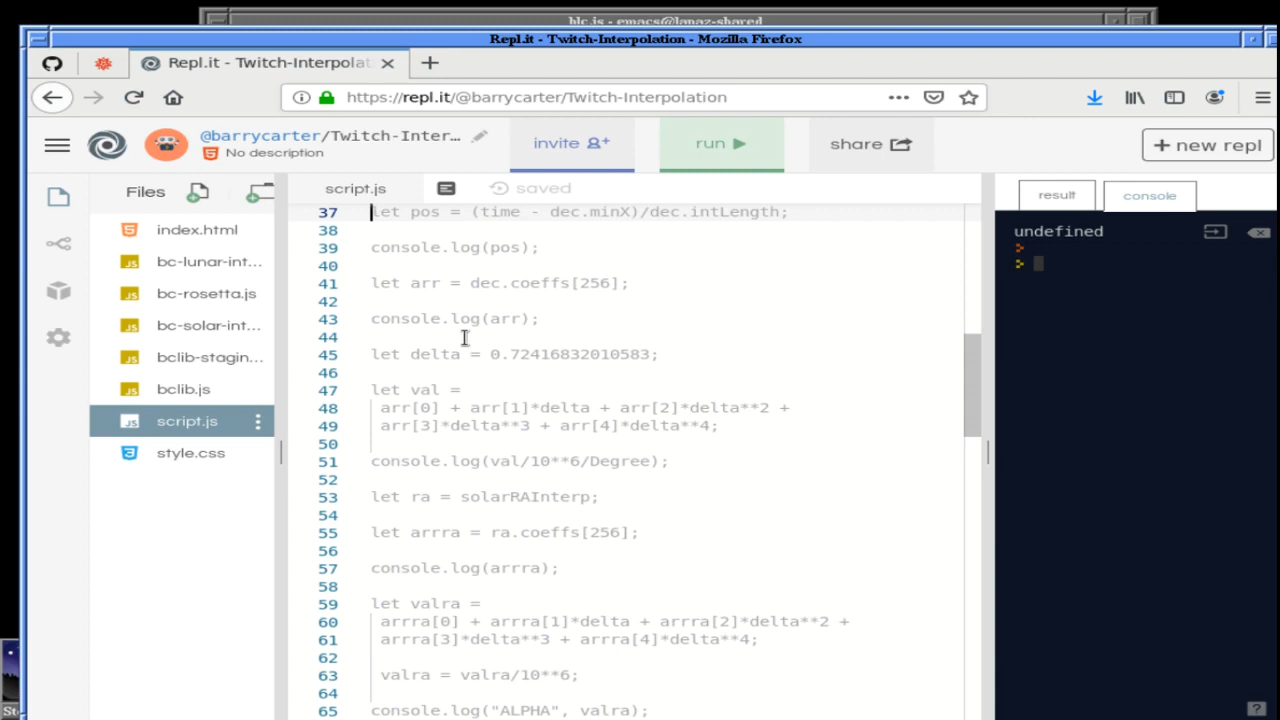 blc.js - emacs@lanaz-shared
Repl.it - Twitch-Interpolation - Mozilla Firefox
Repl.it - Twitch-Interpolat
https://repl.it/@barrycarter/Twitch-Interpolation
@barrycarter/Twitch-Inter...
No description
invite
run
share
+ new repl
Files
script.js
saved
result
console
index.html
bc-lunar-int...
bc-rosetta.js
bc-solar-int...
bclib-stagin...
bclib.js
script.js
style.css
37 let pos = (time - dec.minX)/dec.intLength;
38
39 console.log(pos);
40
41 let arr = dec.coeffs[256];
42
43 console.log(arr);
44
45 let delta = 0.72416832010583;
46
47 let val =
48 arr[0] + arr[1]*delta + arr[2]*delta**2 +
49 arr[3]*delta**3 + arr[4]*delta**4;
50
51 console.log(val/10**6/Degree);
52
53 let ra = solarRAInterp;
54
55 let arrra = ra.coeffs[256];
56
57 console.log(arrra);
58
59 let valra =
60 arrra[0] + arrra[1]*delta + arrra[2]*delta**2 +
61 arrra[3]*delta**3 + arrra[4]*delta**4;
62
63 valra = valra/10**6;
64
65 console.log("ALPHA", valra);
undefined
>
>